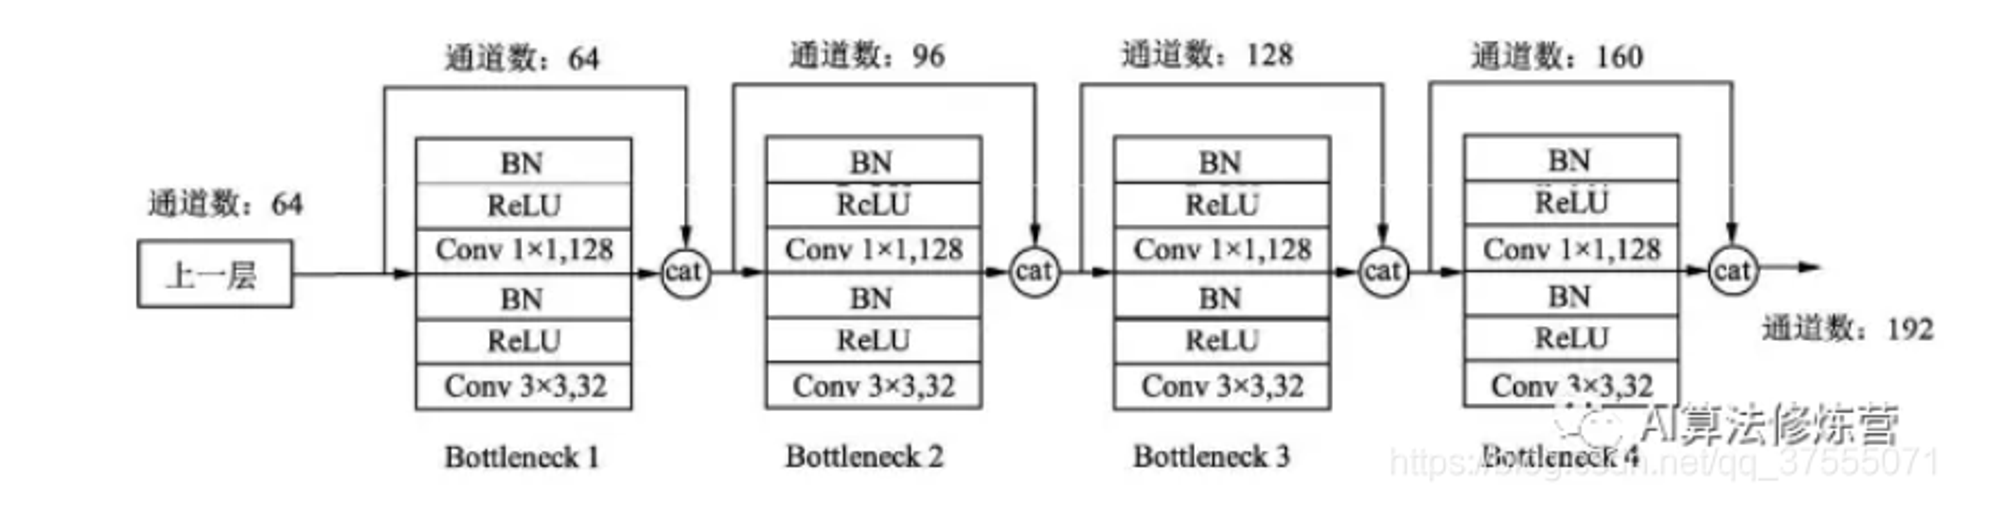 通道数：64
通道数：96
通道数：128
通道数：160
通道数：64
上一层
BN
ReLU
Conv 1×1,128
BN
ReLU
Conv 3×3,32
cat
Bottleneck 1
BN
ReLU
Conv 1×1,128
BN
ReLU
Conv 3×3,32
cat
Bottleneck 2
BN
ReLU
Conv 1×1,128
BN
ReLU
Conv 3×3,32
cat
Bottleneck 3
BN
ReLU
Conv 1×1,128
BN
ReLU
Conv 3×3,32
cat
Bottleneck 4
通道数：192
AI算法修炼营
https://blog.csdn.net/qq_37555071